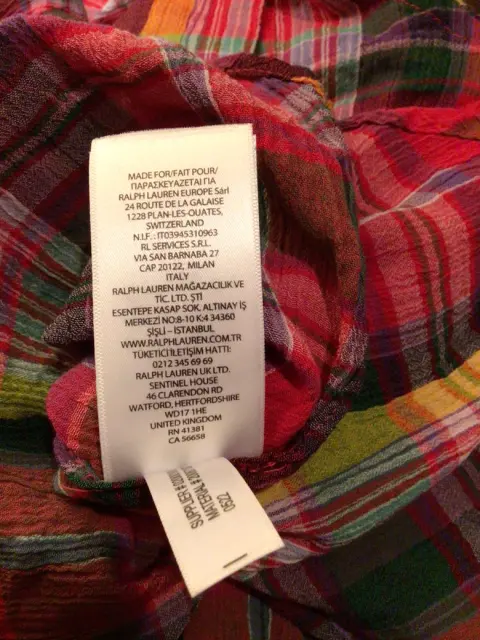 MADE FOR/FAIT POUR/
ΠΑΡΑΣΚΕΥΑΖΕΤΑΙ ΓΙΑ
RALPH LAUREN EUROPE Sárl
24 ROUTE DE LA GALAISE
1228 PLAN-LES-OUATES,
SWITZERLAND
N.I.F.:IT03945310963
RL SERVICES S.R.L.
VIA SAN BARNABA 27
CAP 20122, MILAN
ITALY
RALPH LAUREN MAĞAZACILIK VE
TİC. LTD. ŞTİ
ESENTEPE KASAP SOK. ALTINAY İŞ
MERKEZİ NO:8-10 K:4 34360
ŞİŞLİ – İSTANBUL
WWW.RALPHLAUREN.COM.TR
TÜKETİCİ İLETİŞİM HATTI:
0212 345 69 69
RALPH LAUREN UK LTD.
SENTINEL HOUSE
46 CLARENDON RD
WATFORD, HERTFORDSHIRE
WD17 1HE
UNITED KINGDOM
RN 41381
CA 56658
SUPPLIER
MATERIAL
0522